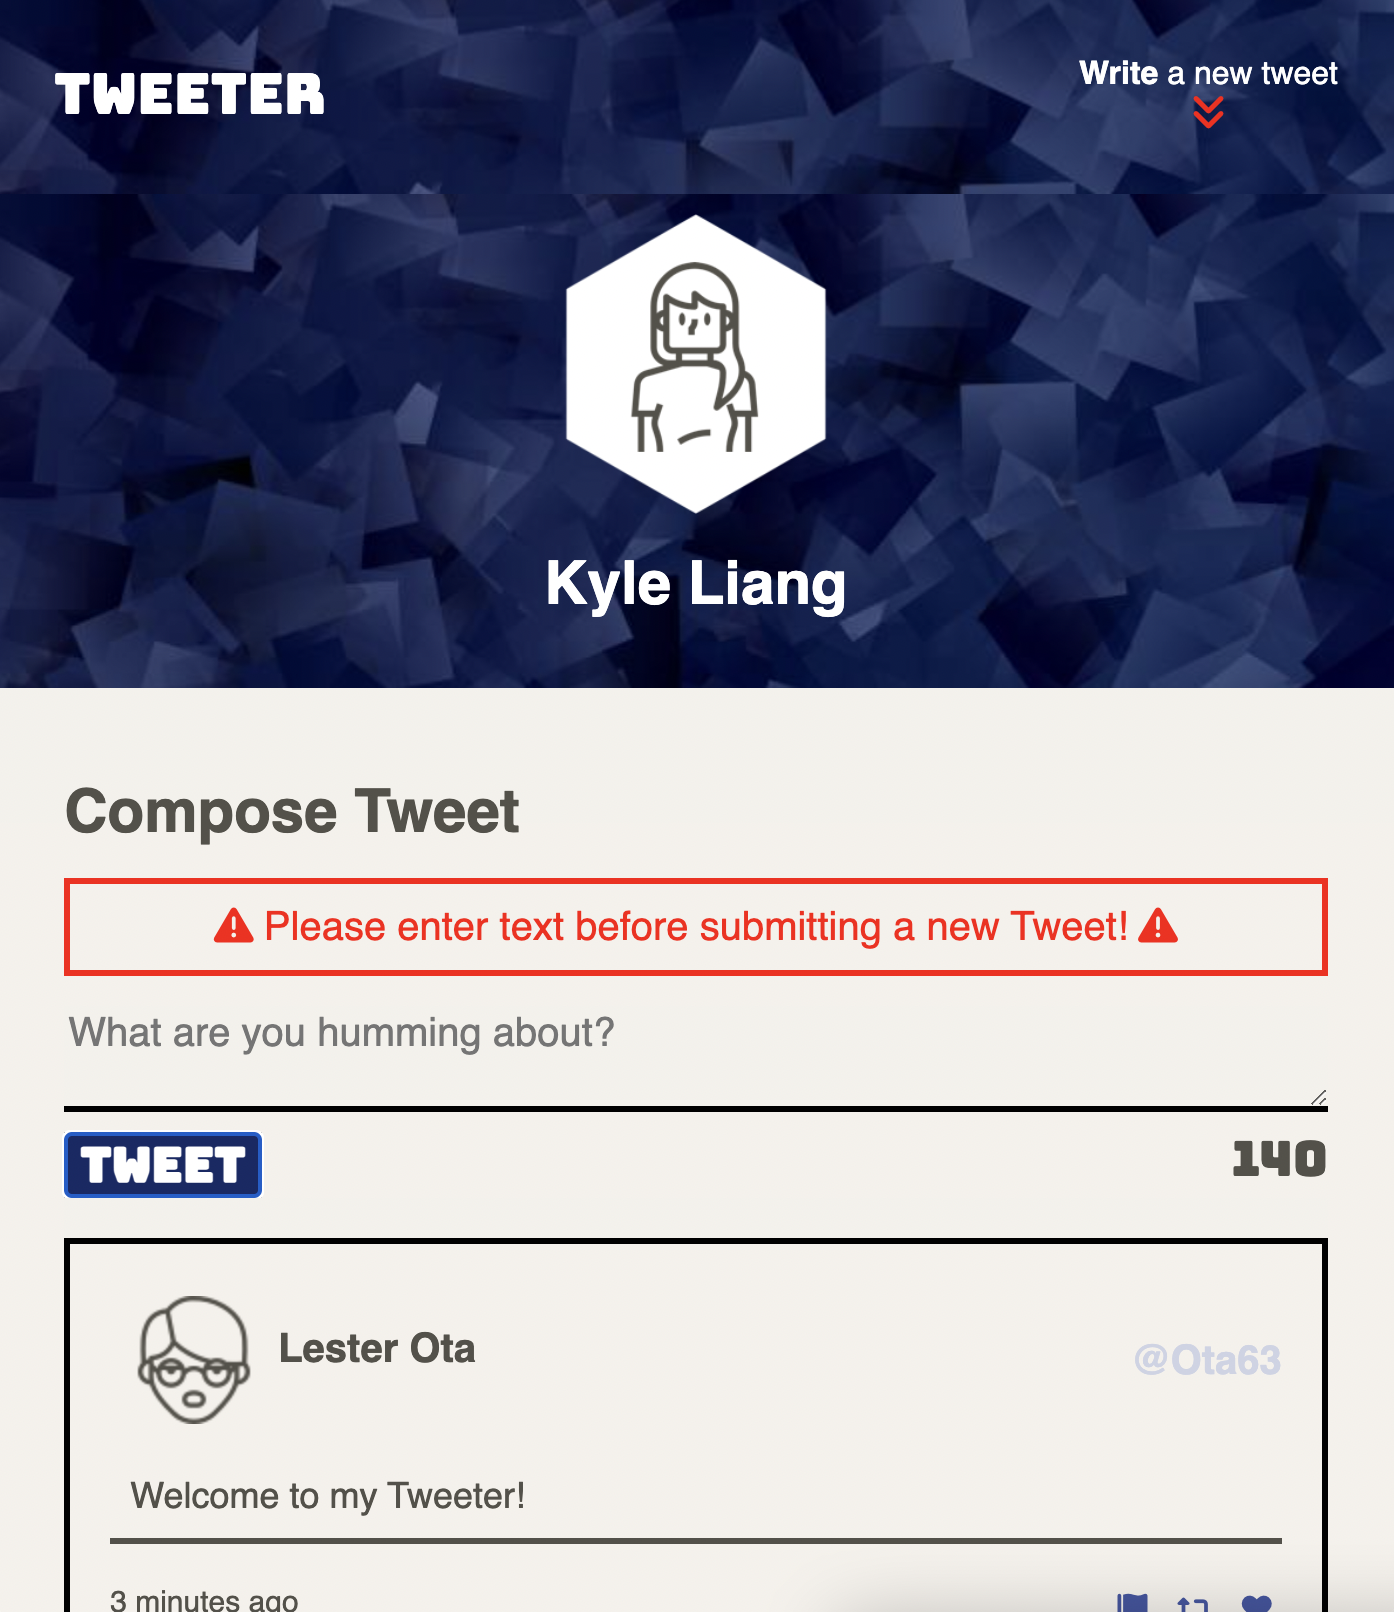 TWEETER
Write a new tweet
Kyle Liang
Compose Tweet
Please enter text before submitting a new Tweet!
What are you humming about?
TWEET
140
Lester Ota
@Ota63
Welcome to my Tweeter!
3 minutes ago